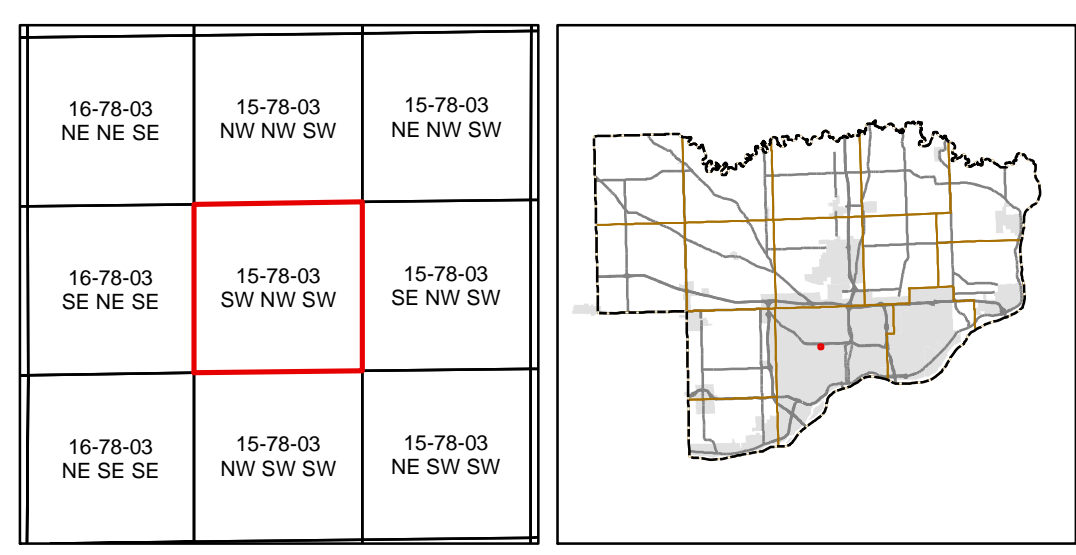 16-78-03
NE NE SE
15-78-03
NW NW SW
15-78-03
NE NW SW
16-78-03
SE NE SE
15-78-03
SW NW SW
15-78-03
SE NW SW
16-78-03
NE SE SE
15-78-03
NW SW SW
15-78-03
NE SW SW